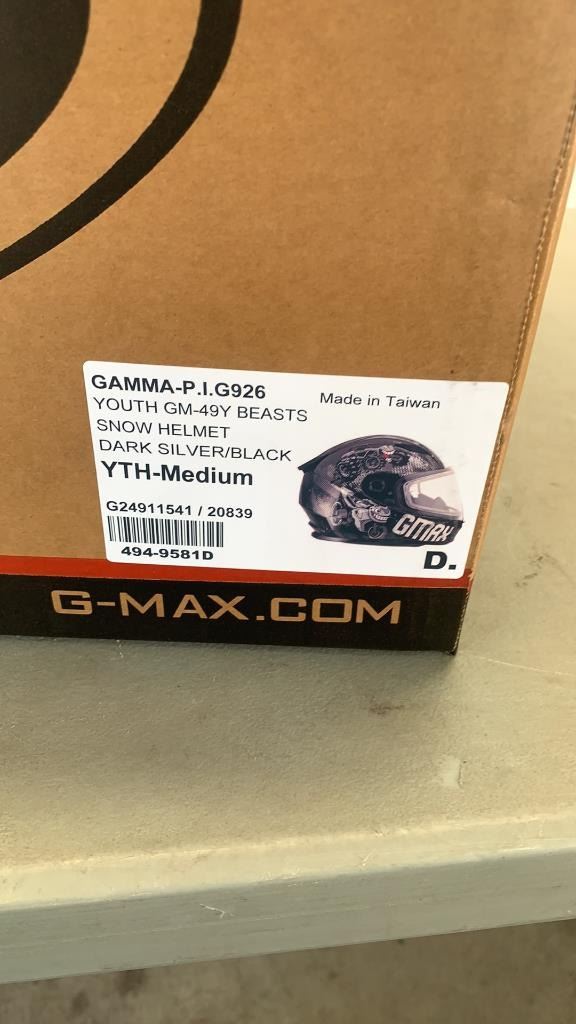 GAMMA-P.I.G926
Made in Taiwan
YOUTH GM-49Y BEASTS
SNOW HELMET
DARK SILVER/BLACK
YTH-Medium
G24911541 / 20839
494-9581D
GMAX
D.
G-MAX.COM